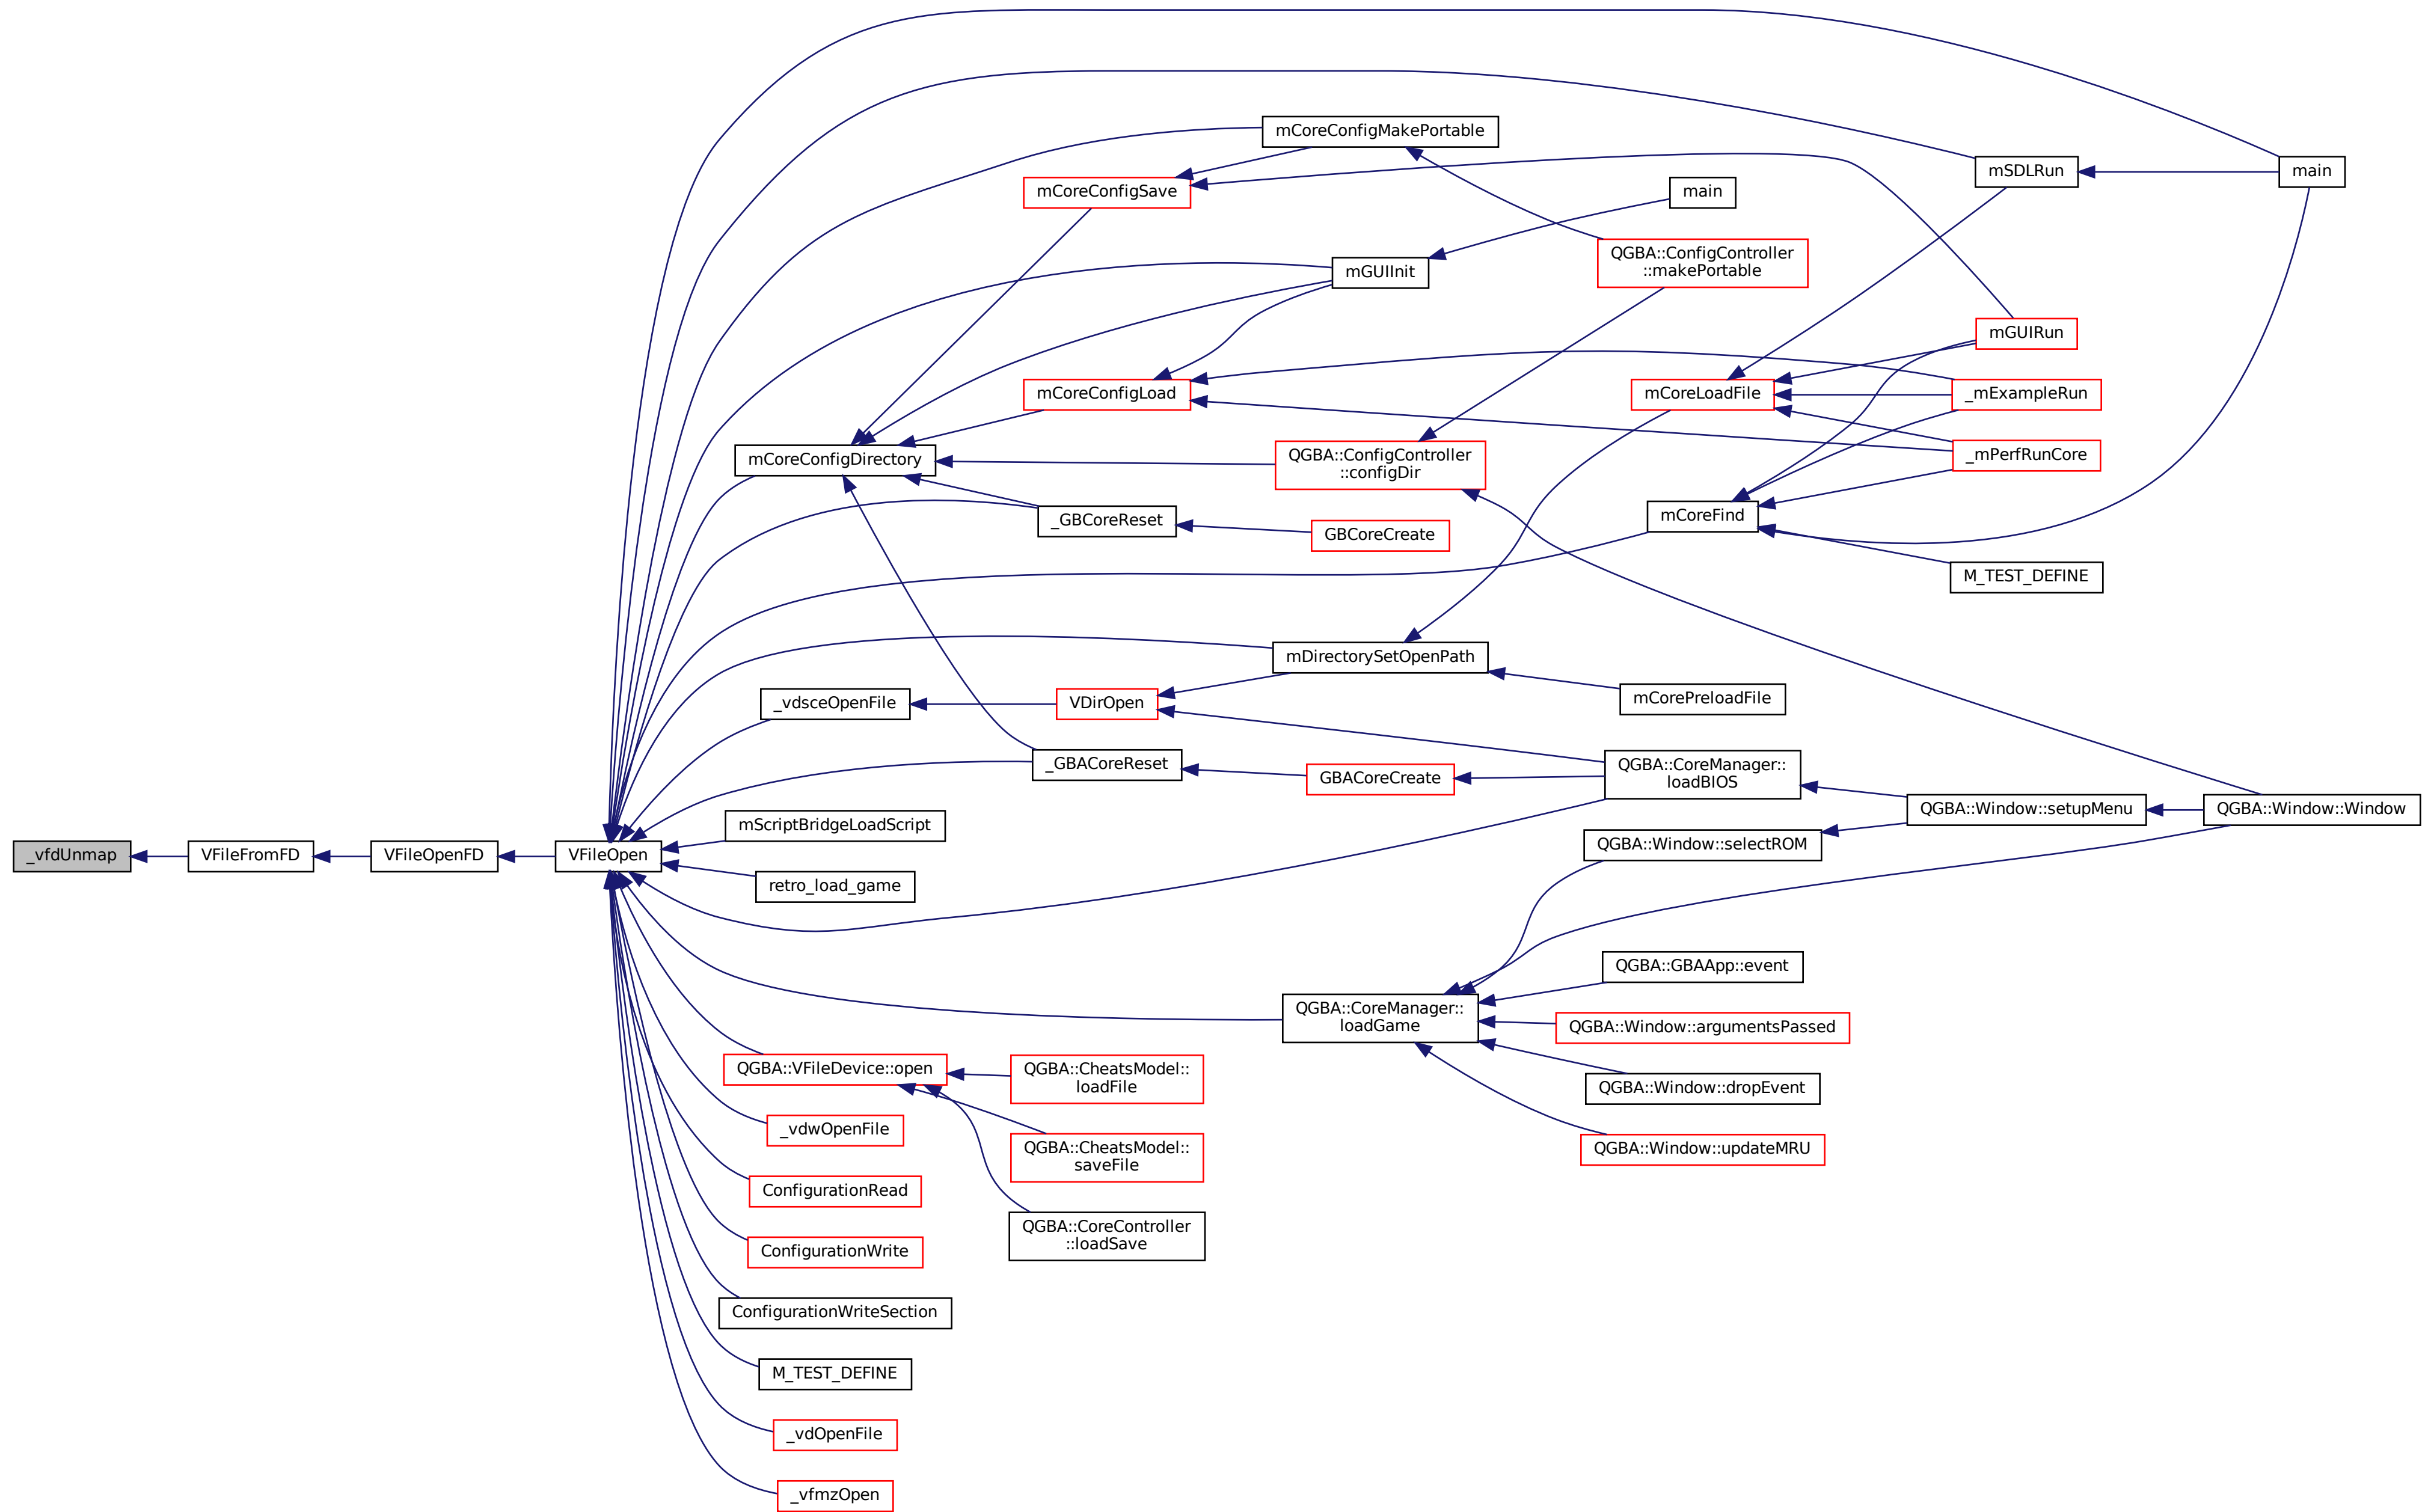 mCoreConfigMakePortable
mSDLRun
main
mCoreConfigSave
main
QGBA::ConfigController
::makePortable
mGUIInit
mGUIRun
mCoreConfigLoad
mCoreLoadFile
_mExampleRun
mCoreConfigDirectory
QGBA::ConfigController
::configDir
_mPerfRunCore
_GBCoreReset
GBCoreCreate
mCoreFind
M_TEST_DEFINE
mDirectorySetOpenPath
_vdsceOpenFile
VDirOpen
mCorePreloadFile
_GBACoreReset
GBACoreCreate
QGBA::CoreManager::
loadBIOS
QGBA::Window::setupMenu
QGBA::Window::Window
mScriptBridgeLoadScript
QGBA::Window::selectROM
_vfdUnmap
VFileFromFD
VFileOpenFD
VFileOpen
retro_load_game
QGBA::GBAApp::event
QGBA::CoreManager::
loadGame
QGBA::Window::argumentsPassed
QGBA::VFileDevice::open
QGBA::CheatsModel::
loadFile
QGBA::Window::dropEvent
_vdwOpenFile
QGBA::CheatsModel::
saveFile
QGBA::Window::updateMRU
ConfigurationRead
QGBA::CoreController
::loadSave
ConfigurationWrite
ConfigurationWriteSection
M_TEST_DEFINE
_vdOpenFile
_vfmzOpen